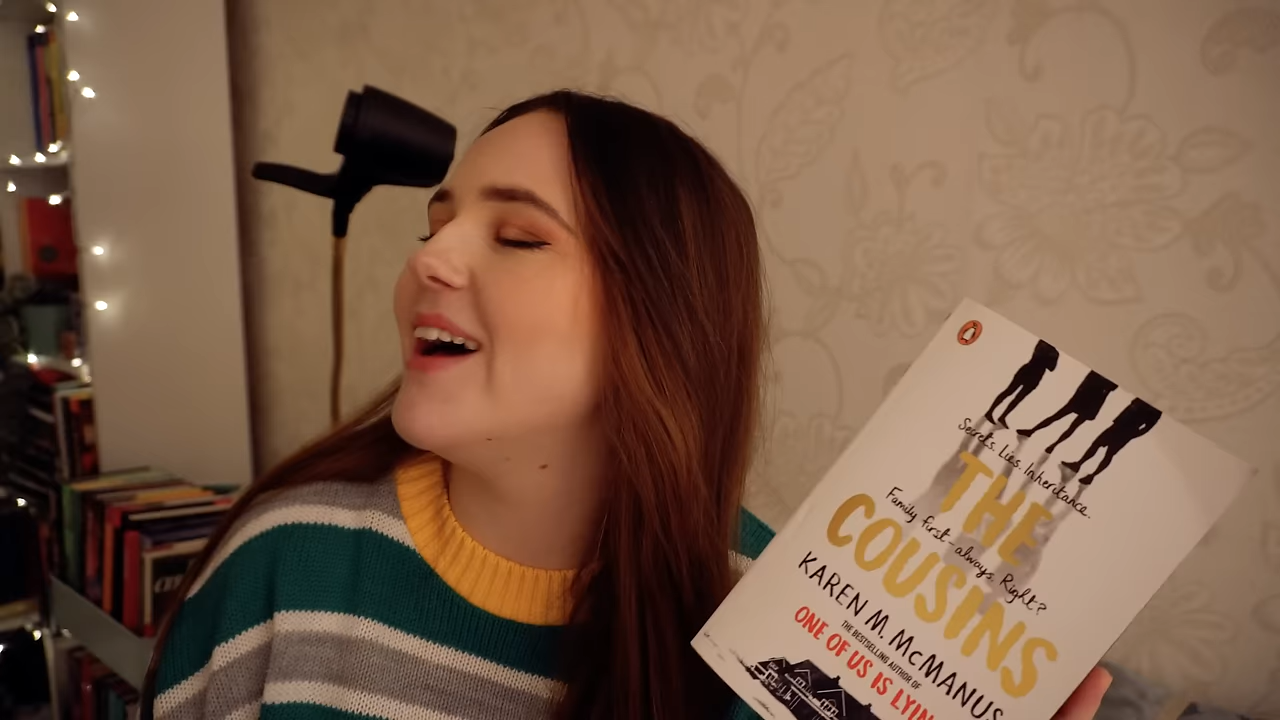 Secrets. Lies. Inheritance.
THE
Family first - always. Right?
COUSINS
KAREN M. McMANUS
THE BESTSELLING AUTHOR OF
ONE OF US IS LYIN